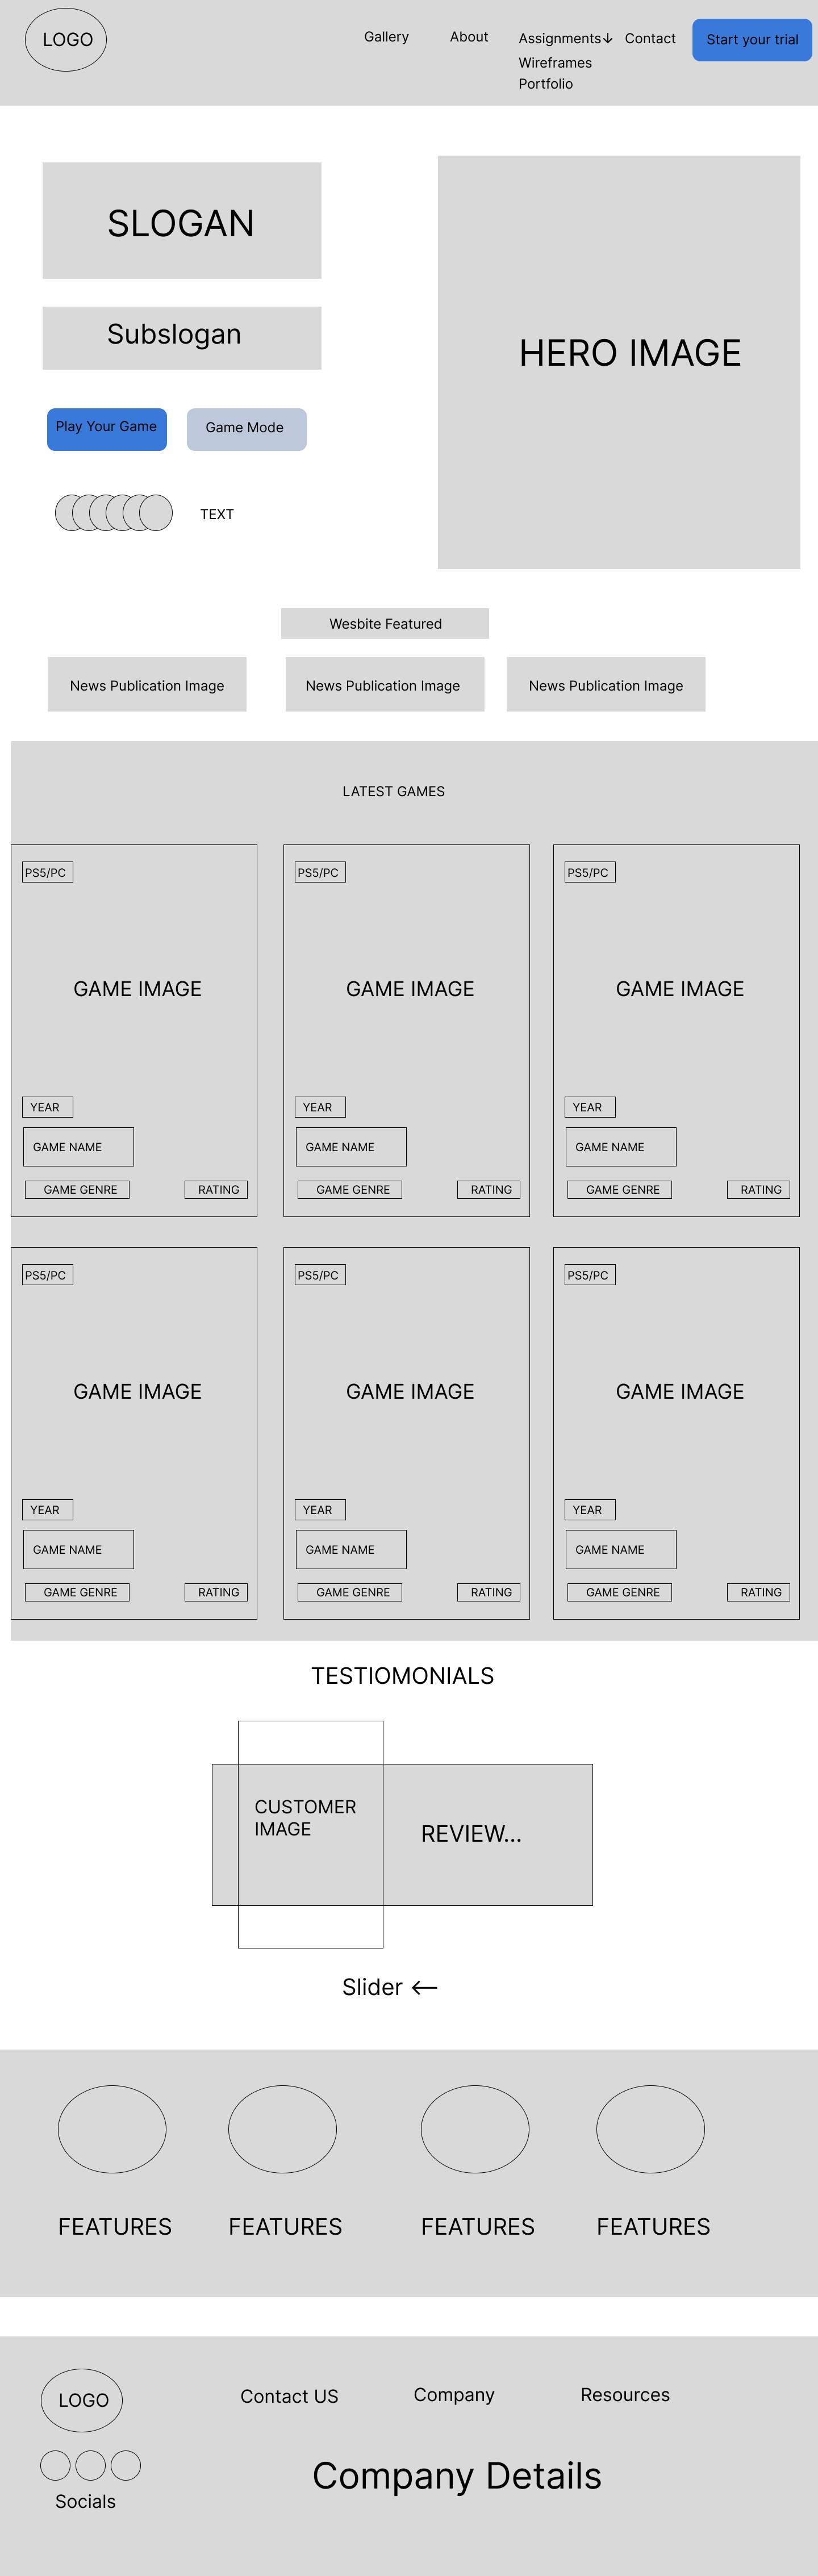 LOGO
Gallery
About
Assignments↓
Contact
Start your trial
Wireframes
Portfolio
SLOGAN
HERO IMAGE
Subslogan
Play Your Game
Game Mode
TEXT
Wesbite Featured
News Publication Image
News Publication Image
News Publication Image
LATEST GAMES
PS5/PC
PS5/PC
PS5/PC
GAME IMAGE
GAME IMAGE
GAME IMAGE
YEAR
YEAR
YEAR
GAME NAME
GAME NAME
GAME NAME
GAME GENRE
RATING
GAME GENRE
RATING
GAME GENRE
RATING
PS5/PC
PS5/PC
PS5/PC
GAME IMAGE
GAME IMAGE
GAME IMAGE
YEAR
YEAR
YEAR
GAME NAME
GAME NAME
GAME NAME
GAME GENRE
RATING
GAME GENRE
RATING
GAME GENRE
RATING
TESTIOMONIALS
CUSTOMER
IMAGE
REVIEW...
Slider ←
FEATURES
FEATURES
FEATURES
FEATURES
LOGO
Contact US
Company
Resources
Company Details
Socials